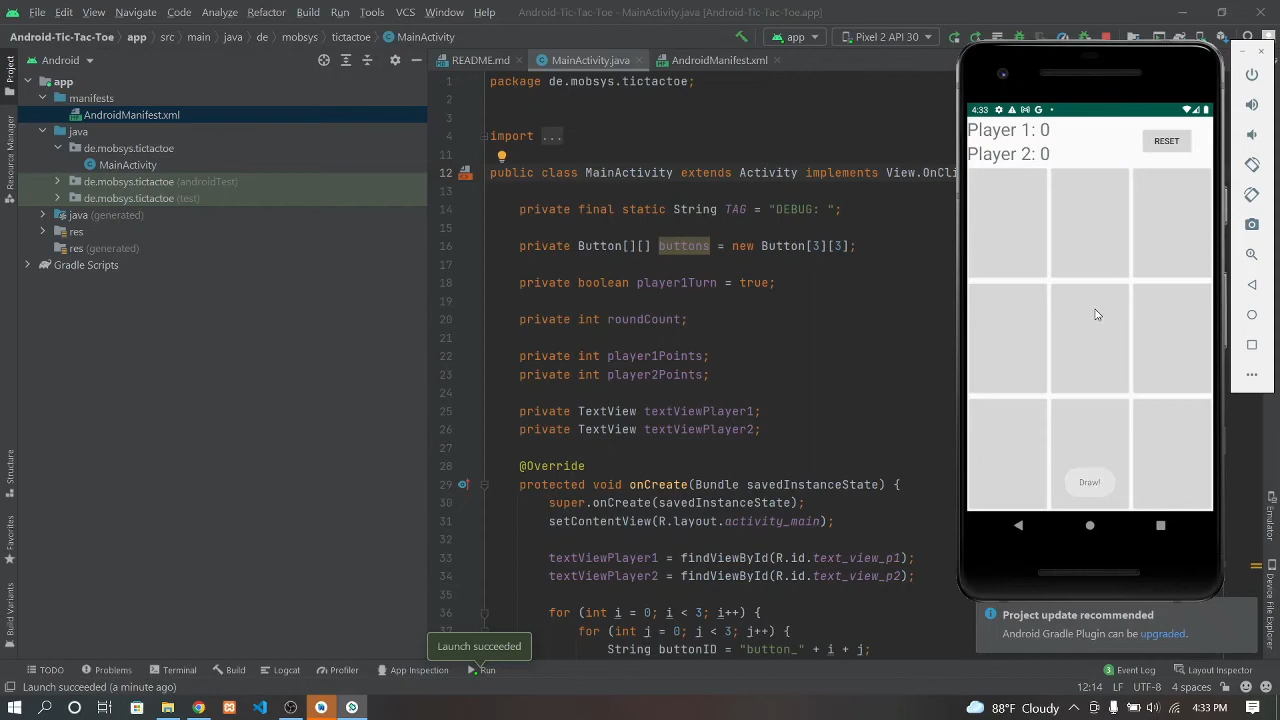 File Edit View Navigate Code Analyze Refactor Build Run Tools VCS Window Help Android-Tic-Tac-Toe - MainActivity.java [Android-Tic-Tac-Toe.app]
Android-Tic-Tac-Toe app src main java de mobsys tictactoe MainActivity
app
Pixel 2 API 30
Android
README.md
MainActivity.java
AndroidManifest.xml
Project
Resource Manager
Structure
Favorites
Build Variants
app
manifests
AndroidManifest.xml
java
de.mobsys.tictactoe
MainActivity
de.mobsys.tictactoe (androidTest)
de.mobsys.tictactoe (test)
java (generated)
res
res (generated)
Gradle Scripts
1 package de.mobsys.tictactoe;
2
3
4 import ...
11
12 public class MainActivity extends Activity implements View.OnCli
13
14 private final static String TAG = "DEBUG: ";
15
16 private Button[][] buttons = new Button[3][3];
17
18 private boolean player1Turn = true;
19
20 private int roundCount;
21
22 private int player1Points;
23 private int player2Points;
24
25 private TextView textViewPlayer1;
26 private TextView textViewPlayer2;
27
28 @Override
29 protected void onCreate(Bundle savedInstanceState) {
30 super.onCreate(savedInstanceState);
31 setContentView(R.layout.activity_main);
32
33 textViewPlayer1 = findViewById(R.id.text_view_p1);
34 textViewPlayer2 = findViewById(R.id.text_view_p2);
35
36 for (int i = 0; i < 3; i++) {
37 for (int j = 0; j < 3; j++) {
String buttonID = "button_" + i + j;
4:33
Player 1: 0
Player 2: 0
RESET
Draw!
Emulator
Device File Explorer
Project update recommended
Android Gradle Plugin can be upgraded.
Launch succeeded
TODO Problems Terminal Build Logcat Profiler App Inspection Run
Event Log Layout Inspector
Launch succeeded (a minute ago)
12:14 LF UTF-8 4 spaces
88°F Cloudy
4:33 PM